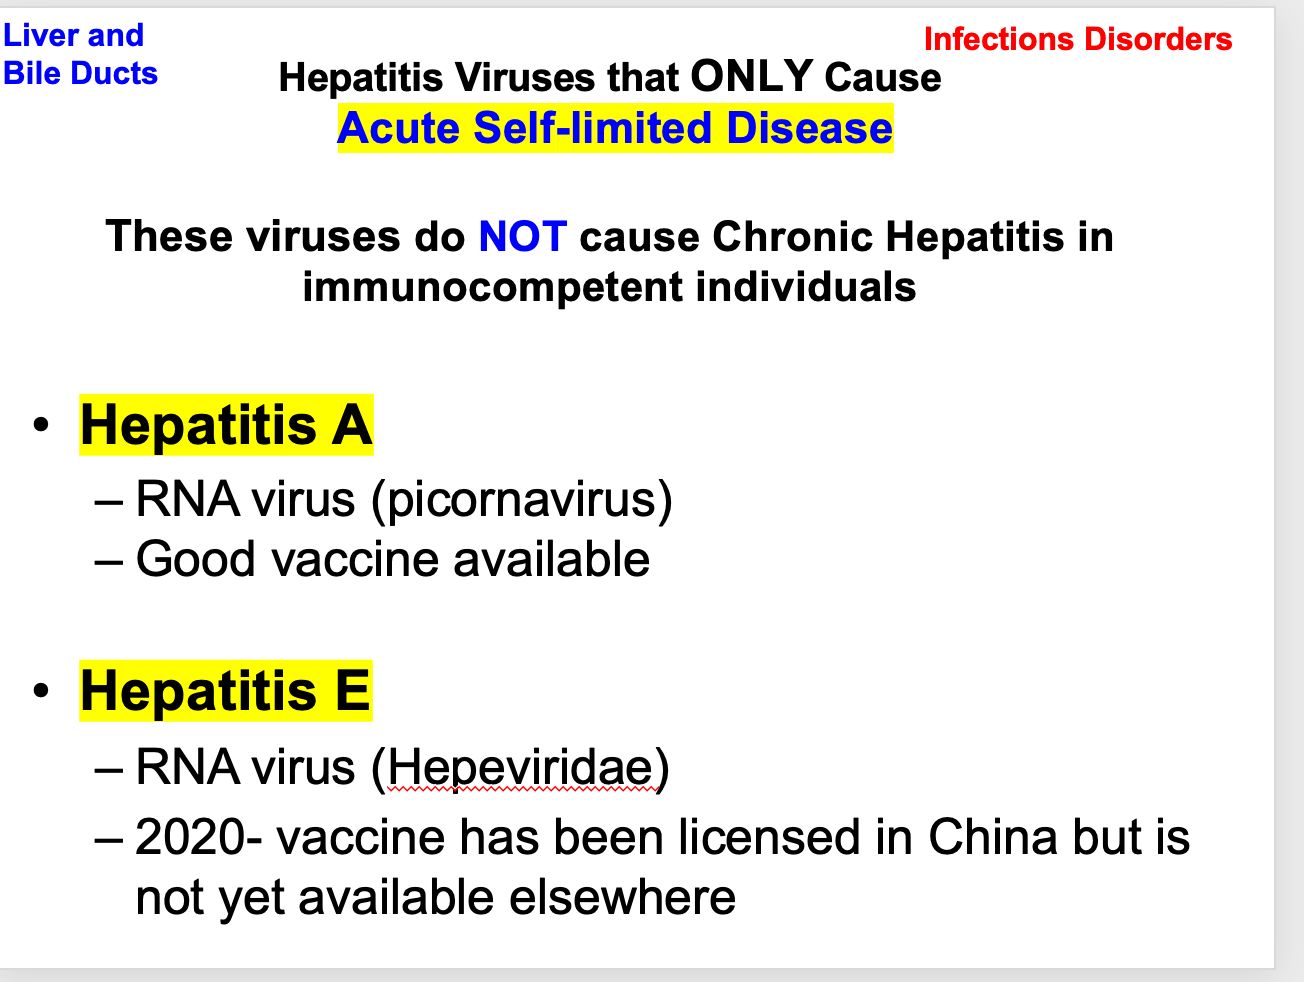 Liver and
Bile Ducts
Infections Disorders
Hepatitis Viruses that ONLY Cause
Acute Self-limited Disease
These viruses do NOT cause Chronic Hepatitis in
immunocompetent individuals
• Hepatitis A
– RNA virus (picornavirus)
– Good vaccine available
• Hepatitis E
– RNA virus (Hepeviridae)
– 2020- vaccine has been licensed in China but is
not yet available elsewhere